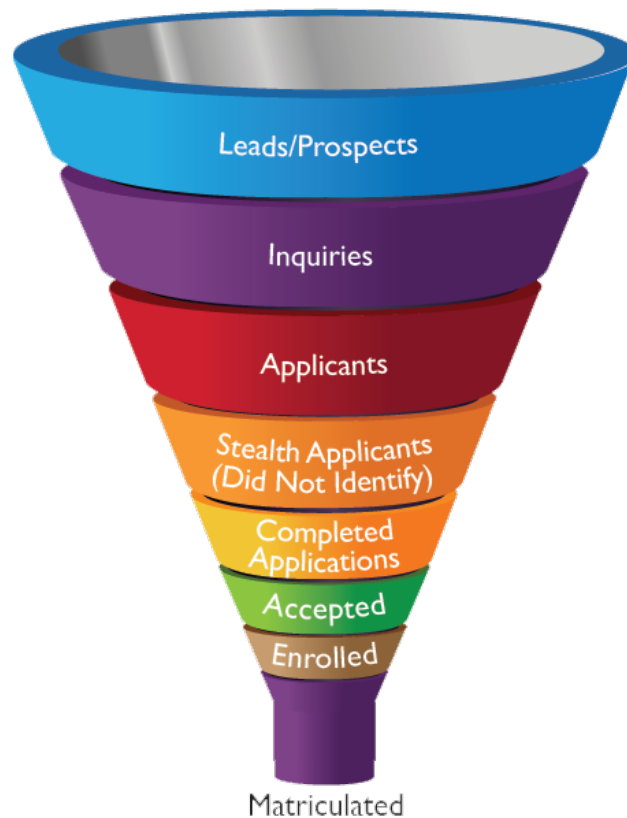 Leads/Prospects
Inquiries
Applicants
Stealth Applicants
(Did Not Identify)
Completed
Applications
Accepted
Enrolled
Matriculated